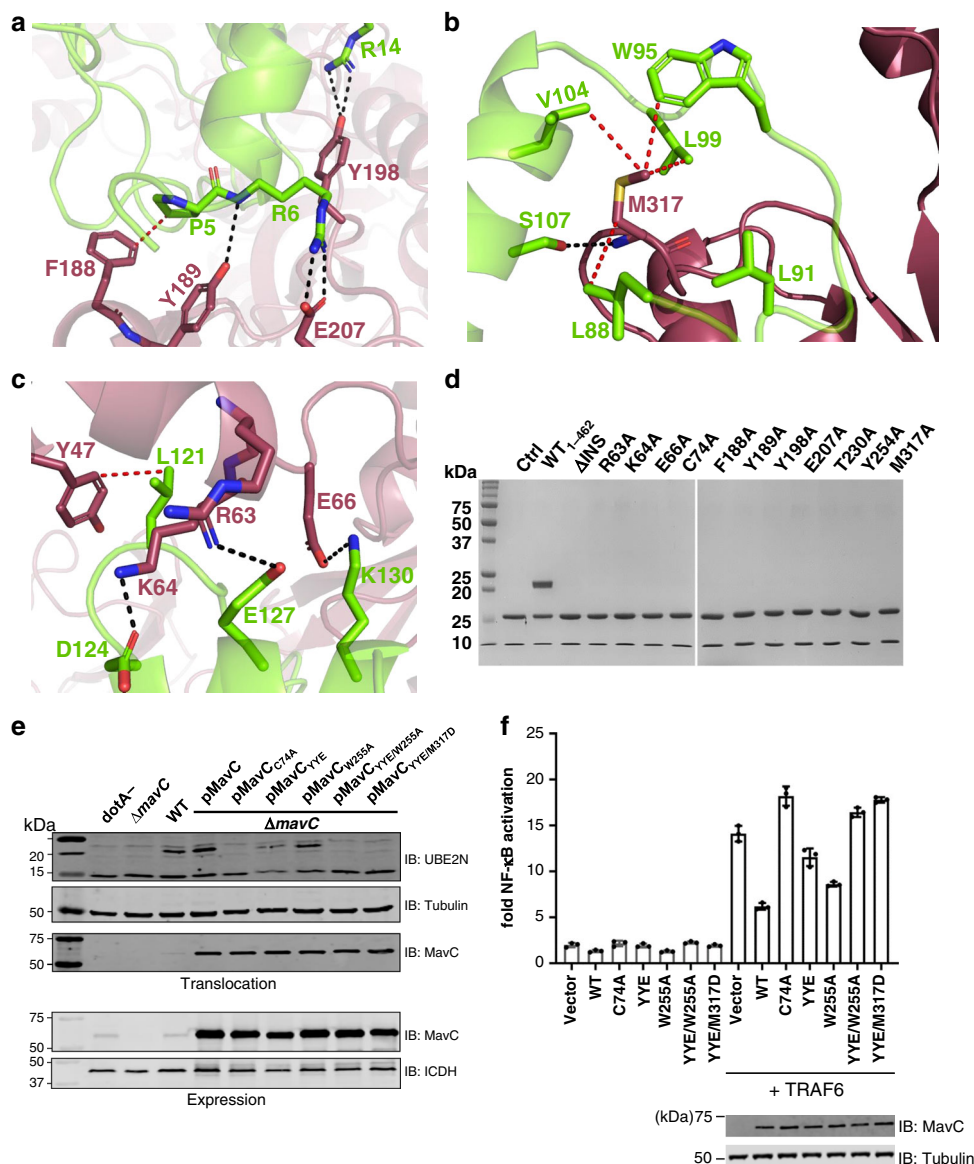 a
R14
Y198
P5
R6
F188
Y189
E207
b
W95
V104
L99
M317
S107
L91
L88
c
Y47
L121
R63
E66
K64
K130
E127
D124
d
kDa
Ctrl
WT1–462
ΔINS
R63A
K64A
E66A
C74A
F188A
Y189A
Y198A
E207A
T230A
Y254A
M317A
75
50
37
25
20
25
10
e
dotA–
ΔmavC
WT
pMavC
pMavCC74A
pMavCYYE
pMavCW255A
pMavCYYE/W255A
pMavCYYE/M317D
ΔmavC
kDa
20
15
IB: UBE2N
50
IB: Tubulin
75
50
IB: MavC
Translocation
75
50
IB: MavC
50
37
IB: ICDH
Expression
f
fold NF-κB activation
25
20
15
10
5
0
Vector
WT
C74A
YYE
W255A
YYE/W255A
YYE/M317D
Vector
WT
C74A
YYE
W255A
YYE/W255A
YYE/M317D
+ TRAF6
(kDa)
75
IB: MavC
50
IB: Tubulin